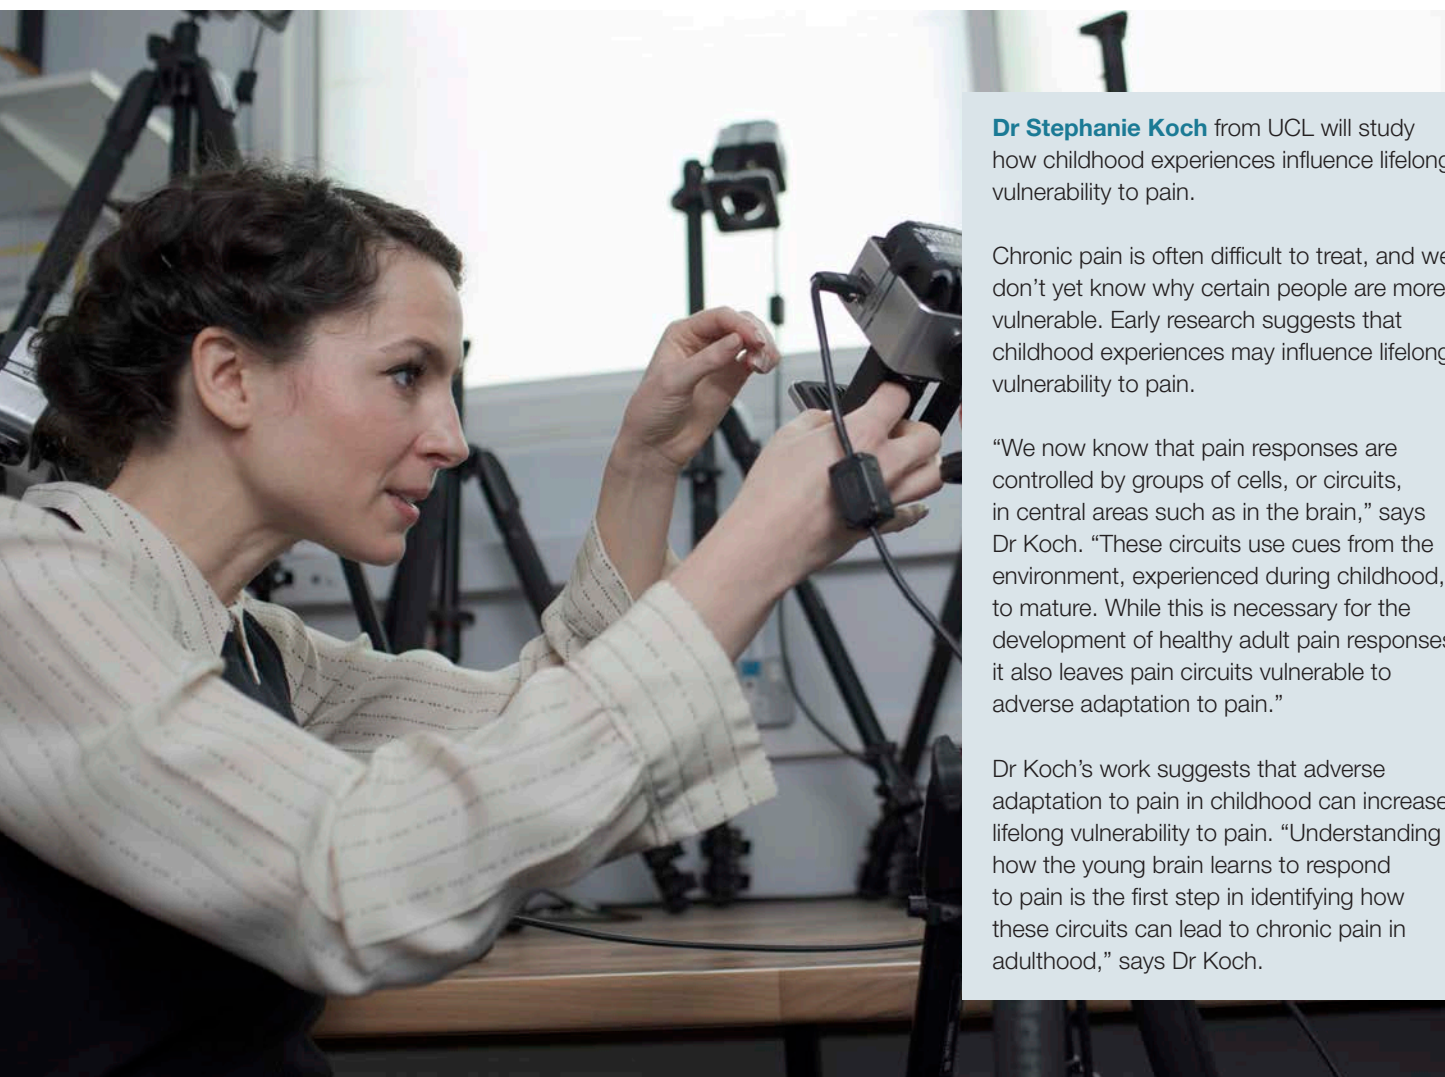 Dr Stephanie Koch from UCL will study
how childhood experiences influence lifelong
vulnerability to pain.
Chronic pain is often difficult to treat, and we
don’t yet know why certain people are more
vulnerable. Early research suggests that
childhood experiences may influence lifelong
vulnerability to pain.
“We now know that pain responses are
controlled by groups of cells, or circuits,
in central areas such as in the brain,” says
Dr Koch. “These circuits use cues from the
environment, experienced during childhood,
to mature. While this is necessary for the
development of healthy adult pain responses
it also leaves pain circuits vulnerable to
adverse adaptation to pain.”
Dr Koch’s work suggests that adverse
adaptation to pain in childhood can increase
lifelong vulnerability to pain. “Understanding
how the young brain learns to respond
to pain is the first step in identifying how
these circuits can lead to chronic pain in
adulthood,” says Dr Koch.